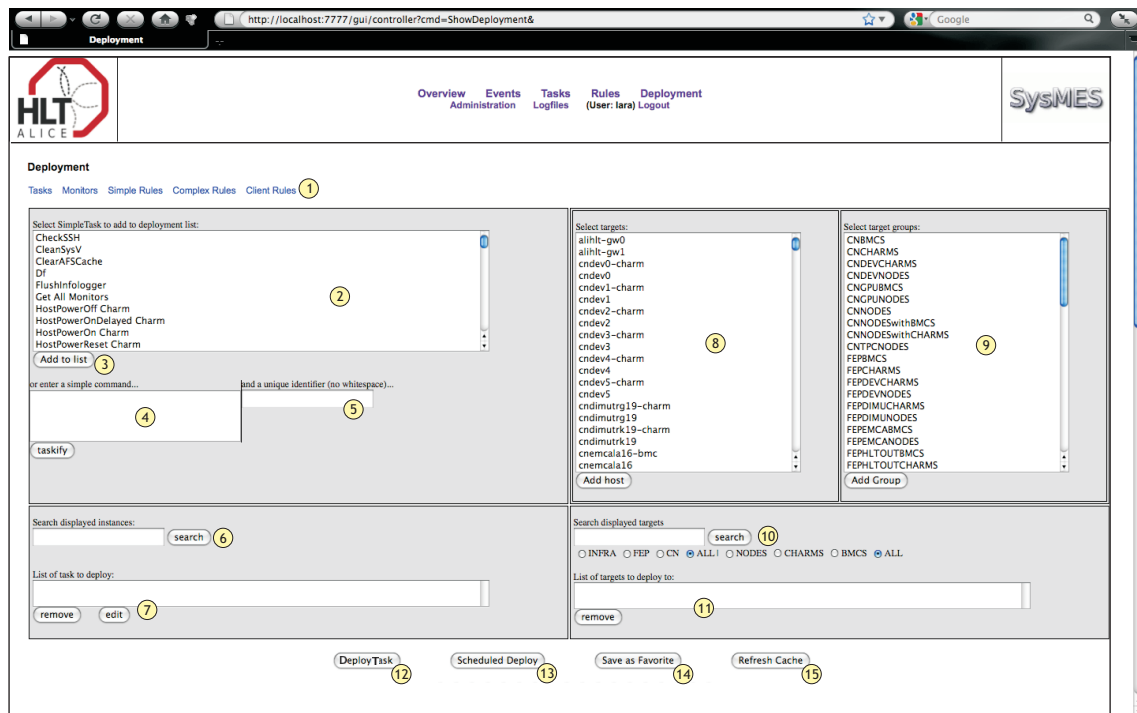 http://localhost:7777/gui/controller?cmd=ShowDeployment&
Google
Deployment
HLT
ALICE
Overview Events Tasks Rules Deployment
Administration Logfiles (User: lara) Logout
SysMES
Deployment
Tasks Monitors Simple Rules Complex Rules Client Rules 1
Select SimpleTask to add to deployment list:
CheckSSH
CleanSysV
ClearAFSCache
Df
FlushInfologger
Get All Monitors
HostPowerOff Charm
HostPowerOnDelayed Charm
HostPowerOn Charm
HostPowerReset Charm
2
Add to list 3
or enter a simple command...
4
and a unique identifier (no whitespace)...
5
taskify
Select targets:
alihlt-gw0
alihlt-gw1
cndev0-charm
cndev0
cndev1-charm
cndev1
cndev2-charm
cndev2
cndev3-charm
cndev3
cndev4-charm
cndev4
cndev5-charm
cndev5
cndimutrg19-charm
cndimutrg19
cndimutrk19-charm
cndimutrk19
cnemcala16-bmc
cnemcala16
8
Add host
Select target groups:
CNBMCS
CNCHARMS
CNDEVCHARMS
CNDEVNODES
CNGPUBMCS
CNGPUNODES
CNNODES
CNNODESwithBMCS
CNNODESwithCHARMS
CNTPCNODES
FEPBMCS
FEPCHARMS
FEPDEVCHARMS
FEPDEVNODES
FEPDIMUCHARMS
FEPDIMUNODES
FEPEMCABMCS
FEPEMCANODES
FEPHLTOUTBMCS
FEPHLTOUTCHARMS
9
Add Group
Search displayed instances:
search 6
List of task to deploy:
remove edit 7
Search displayed targets
search 10
INFRA FEP CN ALL | NODES CHARMS BMCS ALL
List of targets to deploy to:
11
remove
DeployTask 12 Scheduled Deploy 13 Save as Favorite 14 Refresh Cache 15